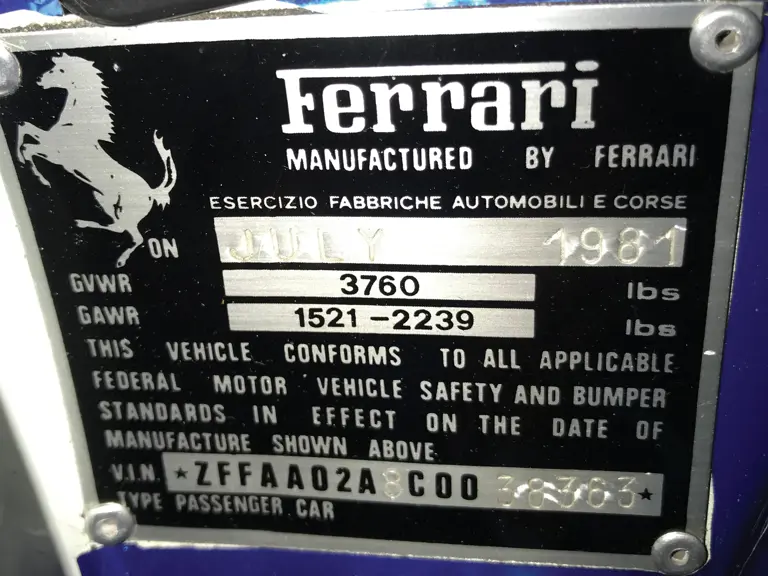 Ferrari
MANUFACTURED BY FERRARI
ESERCIZIO FABBRICHE AUTOMOBILI E CORSE
ON JULY 1981
GVWR 3760 lbs
GAWR 1521-2239 lbs
THIS VEHICLE CONFORMS TO ALL APPLICABLE
FEDERAL MOTOR VEHICLE SAFETY AND BUMPER
STANDARDS IN EFFECT ON THE DATE OF
MANUFACTURE SHOWN ABOVE
V.I.N. ★ZFFAA02A8C0038363★
TYPE PASSENGER CAR